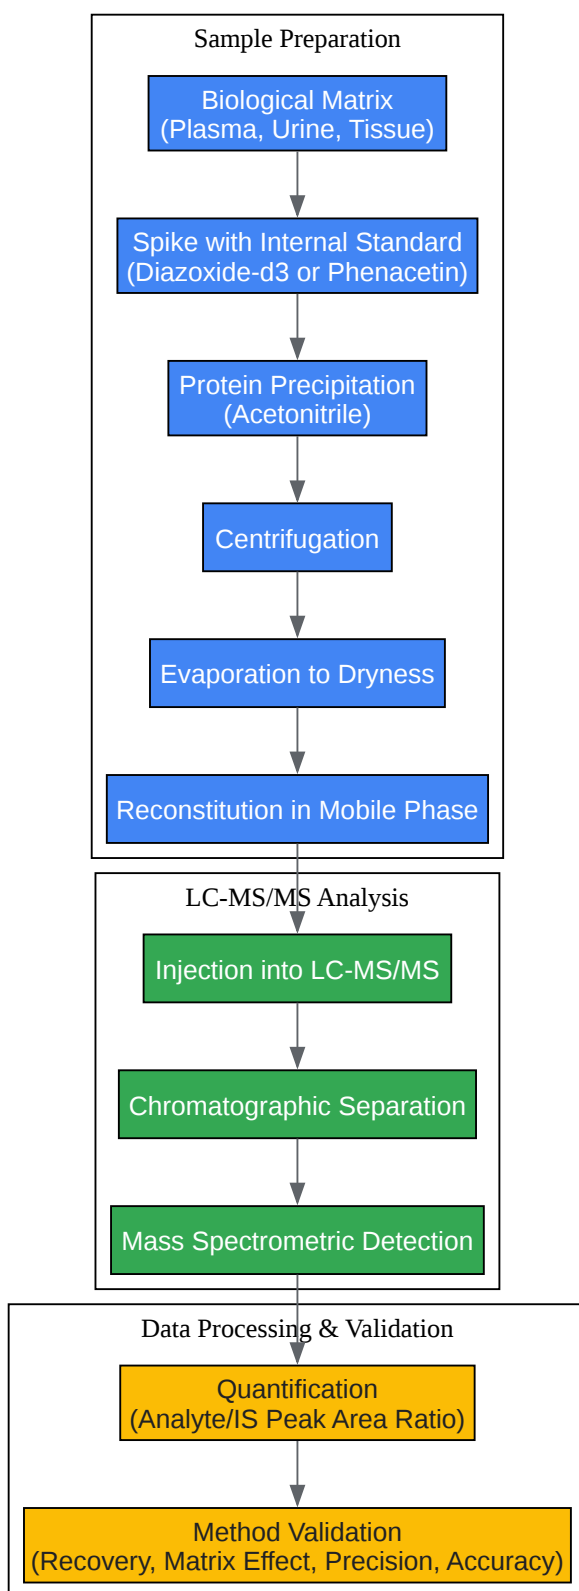 Sample Preparation
Biological Matrix
(Plasma, Urine, Tissue)
Spike with Internal Standard
(Diazoxide-d3 or Phenacetin)
Protein Precipitation
(Acetonitrile)
Centrifugation
Evaporation to Dryness
Reconstitution in Mobile Phase
LC-MS/MS Analysis
Injection into LC-MS/MS
Chromatographic Separation
Mass Spectrometric Detection
Data Processing & Validation
Quantification
(Analyte/IS Peak Area Ratio)
Method Validation
(Recovery, Matrix Effect, Precision, Accuracy)